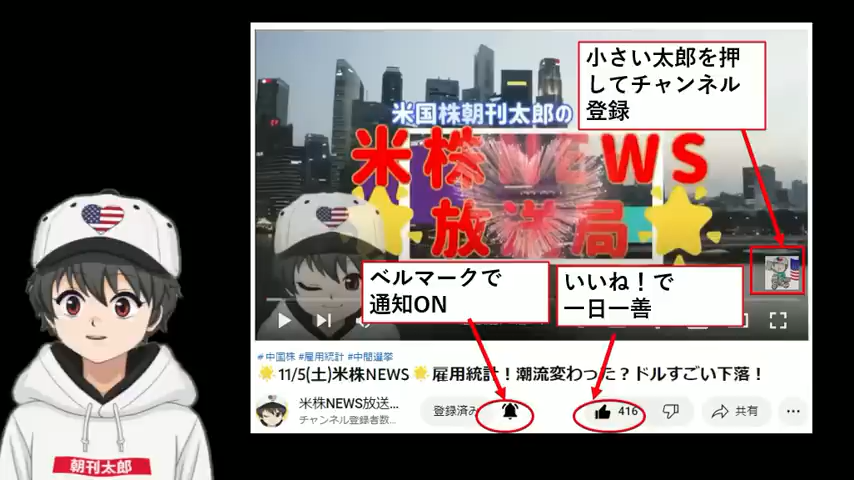 小さい太郎を押
してチャンネル
登録
米国株朝刊太郎の
米株NEWS
放送局
ベルマークで
通知ON
いいね！で
一日一善
#中国株 #雇用統計 #中間選挙
11/5(土)米株NEWS 雇用統計！潮流変わった？ドルすごい下落！
米株NEWS放送...
チャンネル登録者数...
登録済み
416
共有
朝刊太郎